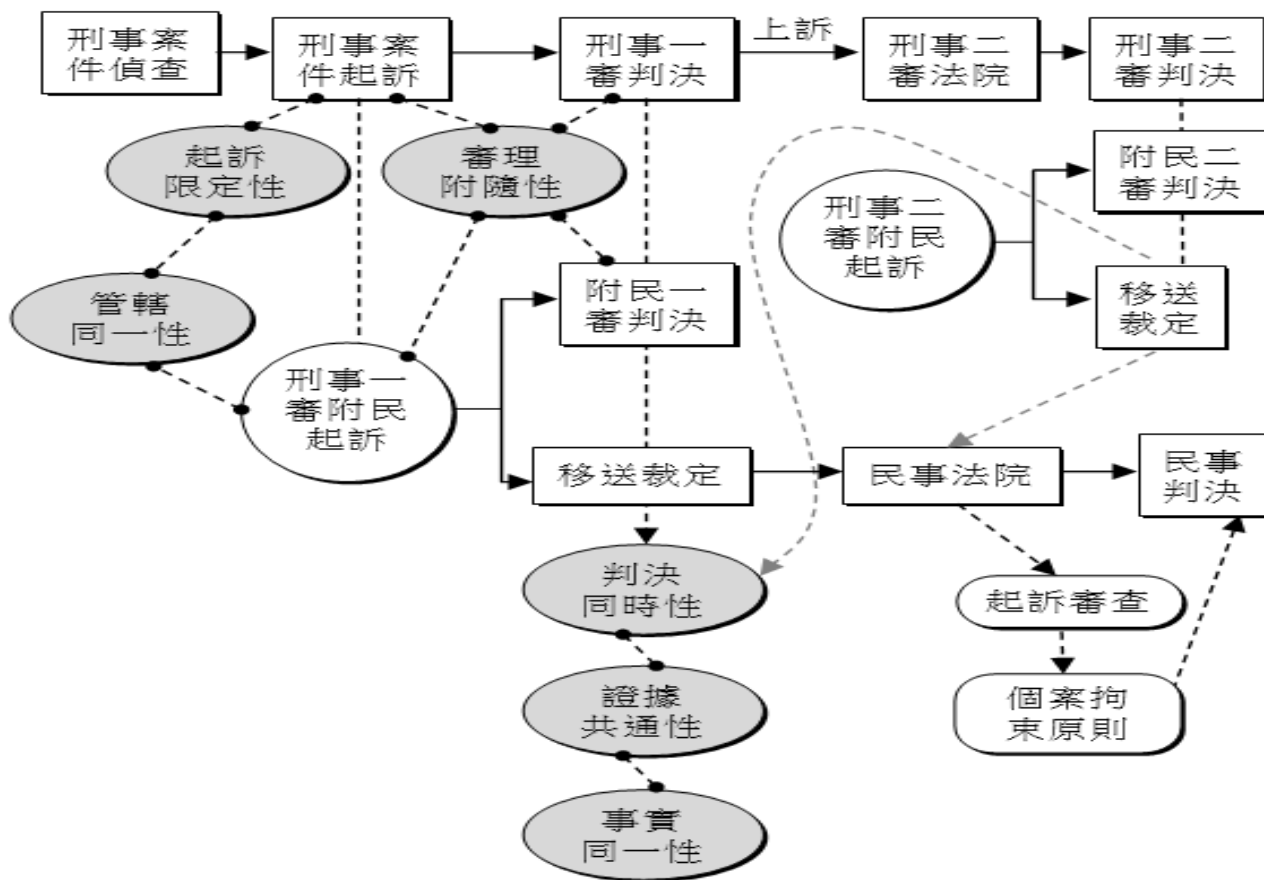 刑事案
件偵查
刑事案
件起訴
刑事一
審判決
上訴
刑事二
審法院
刑事二
審判決
起訴
限定性
審理
附隨性
附民二
審判決
刑事二
審附民
起訴
管轄
同一性
附民一
審判決
移送
裁定
刑事一
審附民
起訴
移送裁定
民事法院
民事
判決
判決
同時性
起訴審查
證據
共通性
個案拘
束原則
事實
同一性